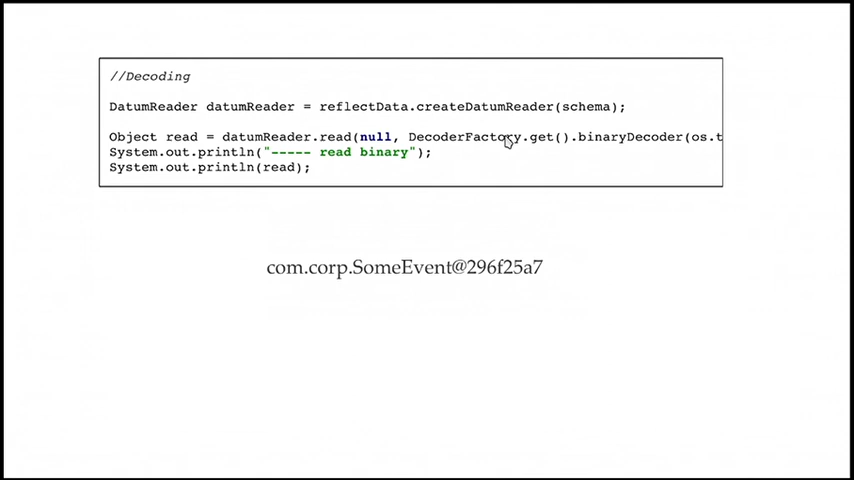 //Decoding
DatumReader datumReader = reflectData.createDatumReader(schema);
Object read = datumReader.read(null, DecoderFactory.get().binaryDecoder(os.t
System.out.println("----- read binary");
System.out.println(read);
com.corp.SomeEvent@296f25a7